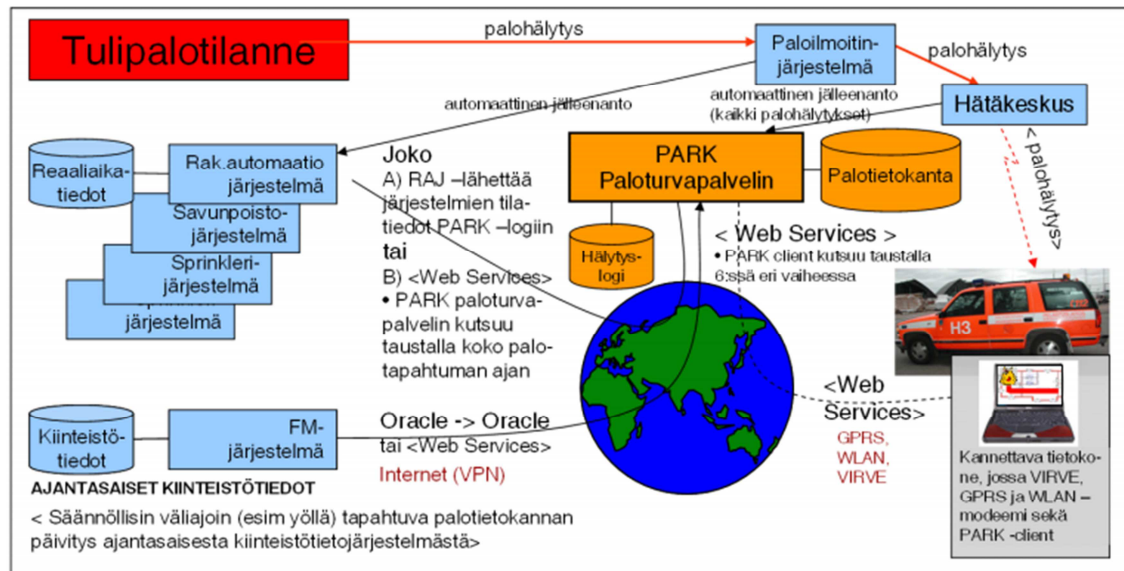 Tulipalotilanne
palohälytys
Paloilmoitin-
järjestelmä
palohälytys
Hätäkeskus
automaattinen jälleenanto
automaattinen jälleenanto
(kaikki palohälytykset)
< palohälytys>
Reaaliaika-
tiedot
Rak.automaatio
järjestelmä
Savunpoisto-
järjestelmä
Sprinkleri-
järjestelmä
järjestelmä
Joko
A) RAJ –lähettää
järjestelmien tila-
tiedot PARK –logiin
tai
B) <Web Services>
• PARK paloturva-
palvelin kutsuu
taustalla koko palo-
tapahtuman ajan
PARK
Paloturvapalvelin
Palotietokanta
Hälytys-
logi
< Web Services >
• PARK client kutsuu taustalla
6:ssä eri vaiheessa
H3
<Web
Services>
GPRS,
WLAN,
VIRVE
Kannettava tietoko-
ne, jossa VIRVE,
GPRS ja WLAN –
modeemi sekä
PARK -client
Kiinteistö-
tiedot
FM-
järjestelmä
Oracle -> Oracle
tai <Web Services>
Internet (VPN)
AJANTASAISET KIINTEISTÖTIEDOT
< Säännöllisin väliajoin (esim yöllä) tapahtuva palotietokannan
päivitys ajantasaisesta kiinteistötietojärjestelmästä>